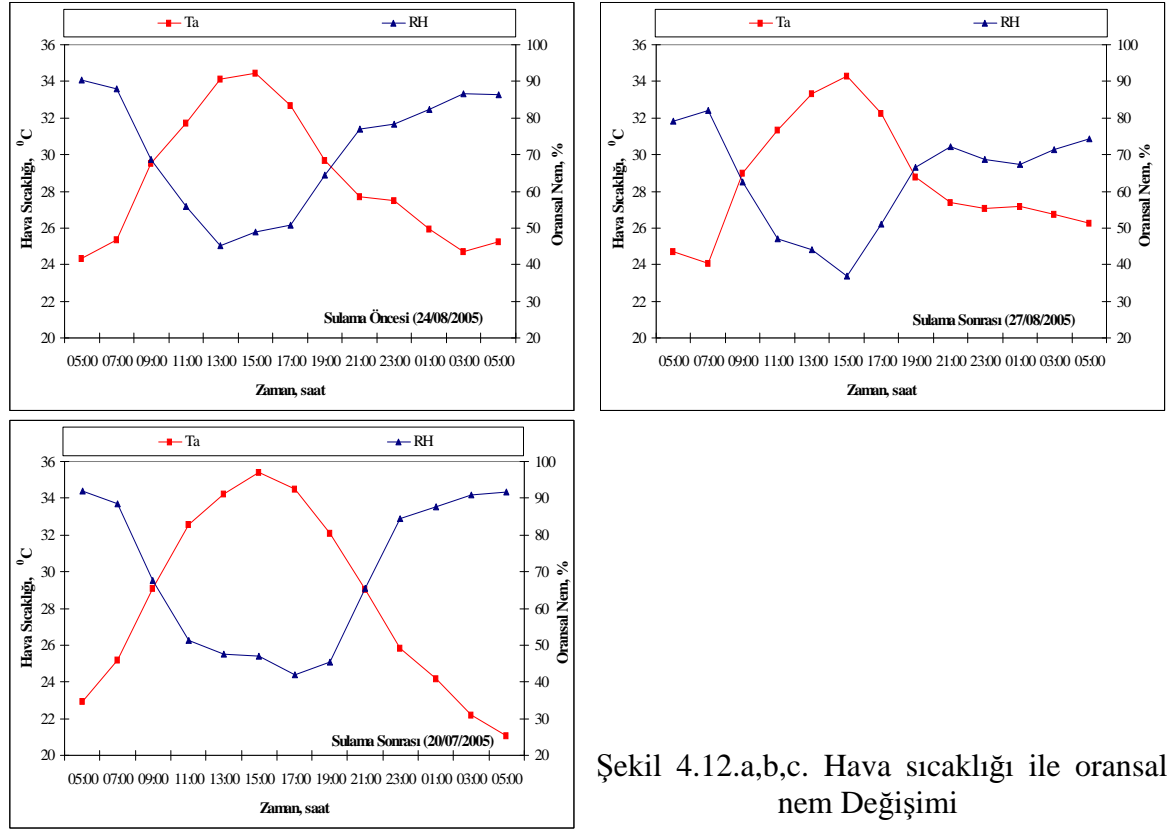 Ta RH
36 34 32 30 28 26 24 22 20
100 90 80 70 60 50 40 30 20
Hava Sıcaklığı, ⁰C
Oransal Nem, %
Sulama Öncesi (24/08/2005)
05:00 07:00 09:00 11:00 13:00 15:00 17:00 19:00 21:00 23:00 01:00 03:00 05:00
Zaman, saat
Ta RH
36 34 32 30 28 26 24 22 20
100 90 80 70 60 50 40 30 20
Hava Sıcaklığı, ⁰C
Oransal Nem, %
Sulama Sonrası (27/08/2005)
05:00 07:00 09:00 11:00 13:00 15:00 17:00 19:00 21:00 23:00 01:00 03:00 05:00
Zaman, saat
Ta RH
36 34 32 30 28 26 24 22 20
100 90 80 70 60 50 40 30 20
Hava Sıcaklığı, ⁰C
Oransal Nem, %
Sulama Sonrası (20/07/2005)
05:00 07:00 09:00 11:00 13:00 15:00 17:00 19:00 21:00 23:00 01:00 03:00 05:00
Zaman, saat
Şekil 4.12.a,b,c. Hava sıcaklığı ile oransal
nem Değişimi